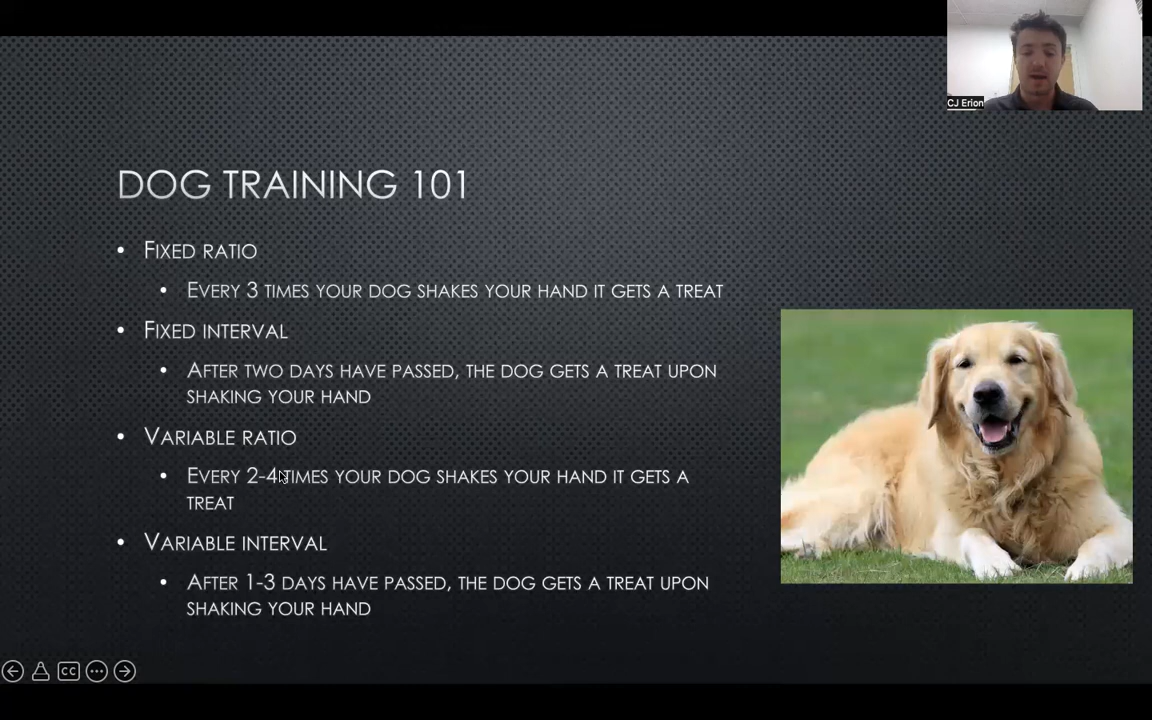 CJ Erion
DOG TRAINING 101
• FIXED RATIO
• EVERY 3 TIMES YOUR DOG SHAKES YOUR HAND IT GETS A TREAT
• FIXED INTERVAL
• AFTER TWO DAYS HAVE PASSED, THE DOG GETS A TREAT UPON
SHAKING YOUR HAND
• VARIABLE RATIO
• EVERY 2-4 TIMES YOUR DOG SHAKES YOUR HAND IT GETS A
TREAT
• VARIABLE INTERVAL
• AFTER 1-3 DAYS HAVE PASSED, THE DOG GETS A TREAT UPON
SHAKING YOUR HAND
CC